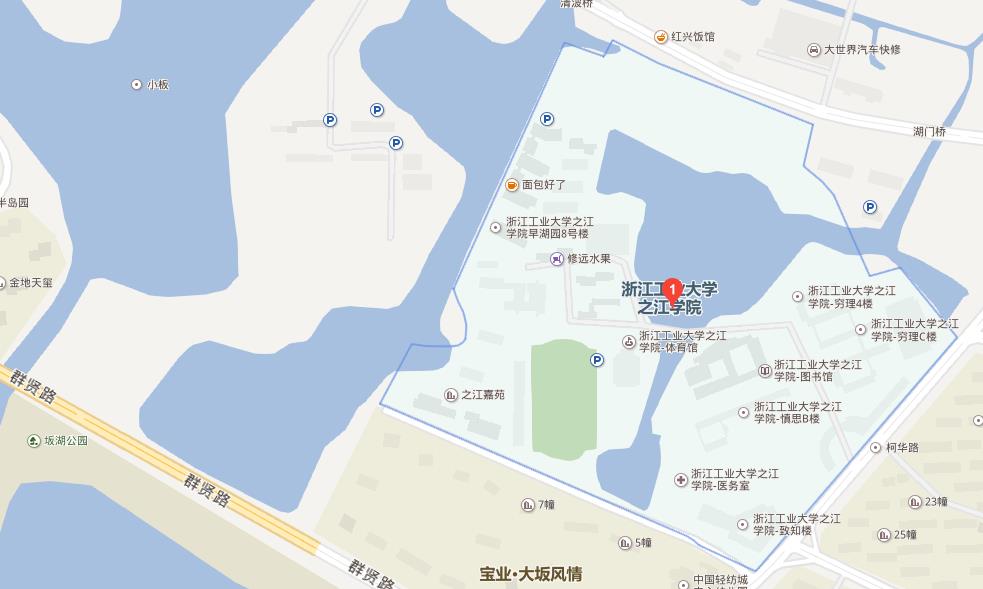 清波桥
红兴饭馆
大世界汽车快修
小板
湖门桥
面包好了
半岛园
浙江工业大学之江
学院早湖园8号楼
修远水果
金地天玺
浙江工业大学
之江学院
1
浙江工业大学之江
学院-穷理4楼
浙江工业大学之江
学院-穷理C楼
浙江工业大学之江
学院-体育馆
浙江工业大学之江
学院-图书馆
群贤路
之江嘉苑
浙江工业大学之江
学院-慎思B楼
坂湖公园
柯华路
群贤路
浙江工业大学之江
学院-医务室
7幢
23幢
浙江工业大学之江
学院-致知楼
25幢
5幢
群贤路
宝业·大坂风情
中国轻纺城
P
P
P
P
P
P